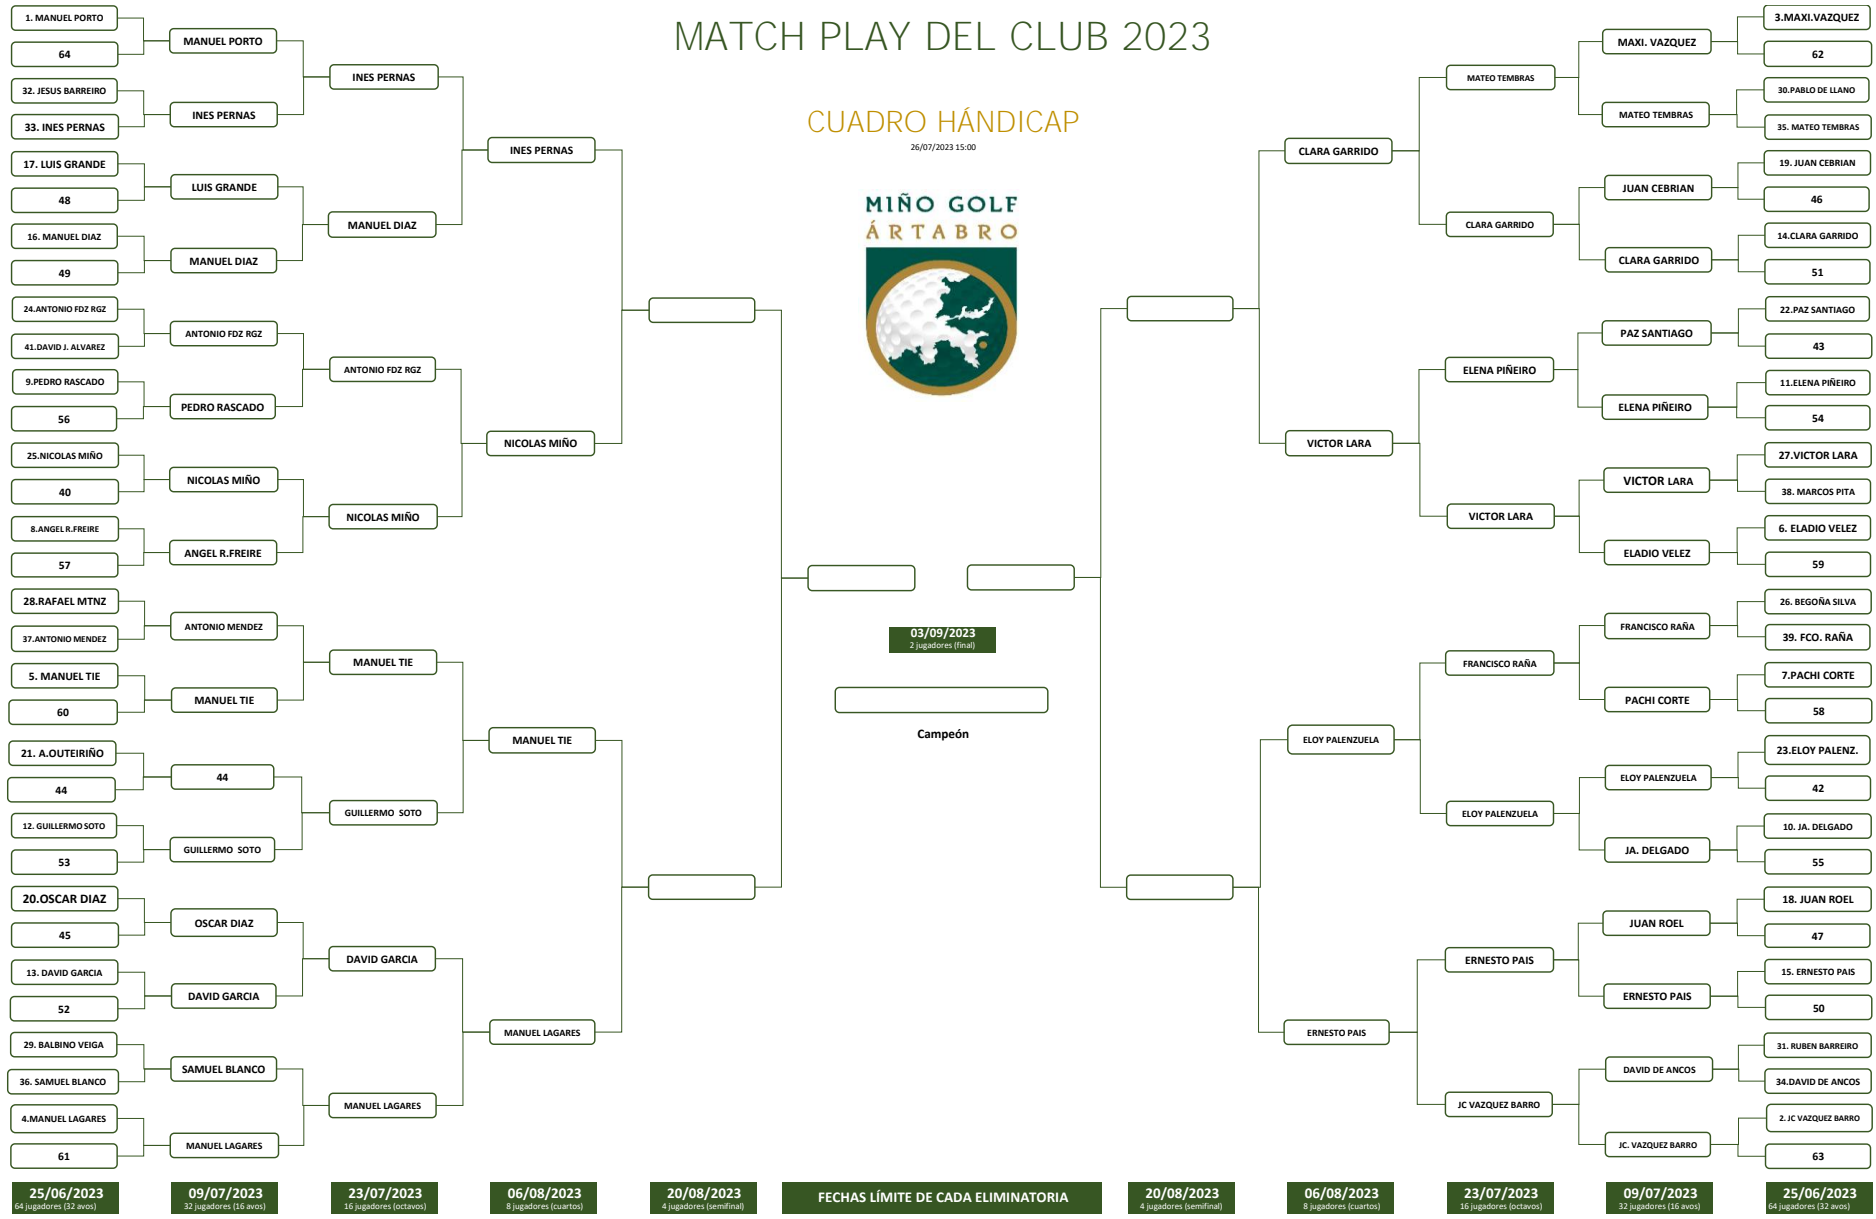 MATCH PLAY DEL CLUB 2023
CUADRO HÁNDICAP
26/07/2023 15:00
MIÑO GOLF
ÁRTABRO
1. MANUEL PORTO
64
32. JESUS BARREIRO
33. INES PERNAS
17. LUIS GRANDE
48
16. MANUEL DIAZ
49
24.ANTONIO FDZ RGZ
41.DAVID J. ALVAREZ
9.PEDRO RASCADO
56
25.NICOLAS MIÑO
40
8.ANGEL R.FREIRE
57
28.RAFAEL MTNZ
37.ANTONIO MENDEZ
5. MANUEL TIE
60
21. A.OUTEIRIÑO
44
12. GUILLERMO SOTO
53
20.OSCAR DIAZ
45
13. DAVID GARCIA
52
29. BALBINO VEIGA
36. SAMUEL BLANCO
4.MANUEL LAGARES
61
25/06/2023
64 jugadores (32 avos)
MANUEL PORTO
INES PERNAS
LUIS GRANDE
MANUEL DIAZ
ANTONIO FDZ RGZ
PEDRO RASCADO
NICOLAS MIÑO
ANGEL R.FREIRE
ANTONIO MENDEZ
MANUEL TIE
44
GUILLERMO SOTO
OSCAR DIAZ
DAVID GARCIA
SAMUEL BLANCO
MANUEL LAGARES
09/07/2023
32 jugadores (16 avos)
INES PERNAS
MANUEL DIAZ
ANTONIO FDZ RGZ
NICOLAS MIÑO
MANUEL TIE
GUILLERMO SOTO
DAVID GARCIA
MANUEL LAGARES
23/07/2023
16 jugadores (octavos)
INES PERNAS
NICOLAS MIÑO
MANUEL TIE
MANUEL LAGARES
06/08/2023
8 jugadores (cuartos)
20/08/2023
4 jugadores (semifinal)
03/09/2023
2 jugadores (final)
Campeón
FECHAS LÍMITE DE CADA ELIMINATORIA
20/08/2023
4 jugadores (semifinal)
CLARA GARRIDO
VICTOR LARA
ELOY PALENZUELA
ERNESTO PAIS
06/08/2023
8 jugadores (cuartos)
MATEO TEMBRAS
CLARA GARRIDO
ELENA PIÑEIRO
VICTOR LARA
FRANCISCO RAÑA
ELOY PALENZUELA
ERNESTO PAIS
JC VAZQUEZ BARRO
23/07/2023
16 jugadores (octavos)
MAXI. VAZQUEZ
MATEO TEMBRAS
JUAN CEBRIAN
CLARA GARRIDO
PAZ SANTIAGO
ELENA PIÑEIRO
VICTOR LARA
ELADIO VELEZ
FRANCISCO RAÑA
PACHI CORTE
ELOY PALENZUELA
JA. DELGADO
JUAN ROEL
ERNESTO PAIS
DAVID DE ANCOS
JC. VAZQUEZ BARRO
09/07/2023
32 jugadores (16 avos)
3.MAXI.VAZQUEZ
62
30.PABLO DE LLANO
35. MATEO TEMBRAS
19. JUAN CEBRIAN
46
14.CLARA GARRIDO
51
22.PAZ SANTIAGO
43
11.ELENA PIÑEIRO
54
27.VICTOR LARA
38. MARCOS PITA
6. ELADIO VELEZ
59
26. BEGOÑA SILVA
39. FCO. RAÑA
7.PACHI CORTE
58
23.ELOY PALENZ.
42
10. JA. DELGADO
55
18. JUAN ROEL
47
15. ERNESTO PAIS
50
31. RUBEN BARREIRO
34.DAVID DE ANCOS
2. JC VAZQUEZ BARRO
63
25/06/2023
64 jugadores (32 avos)